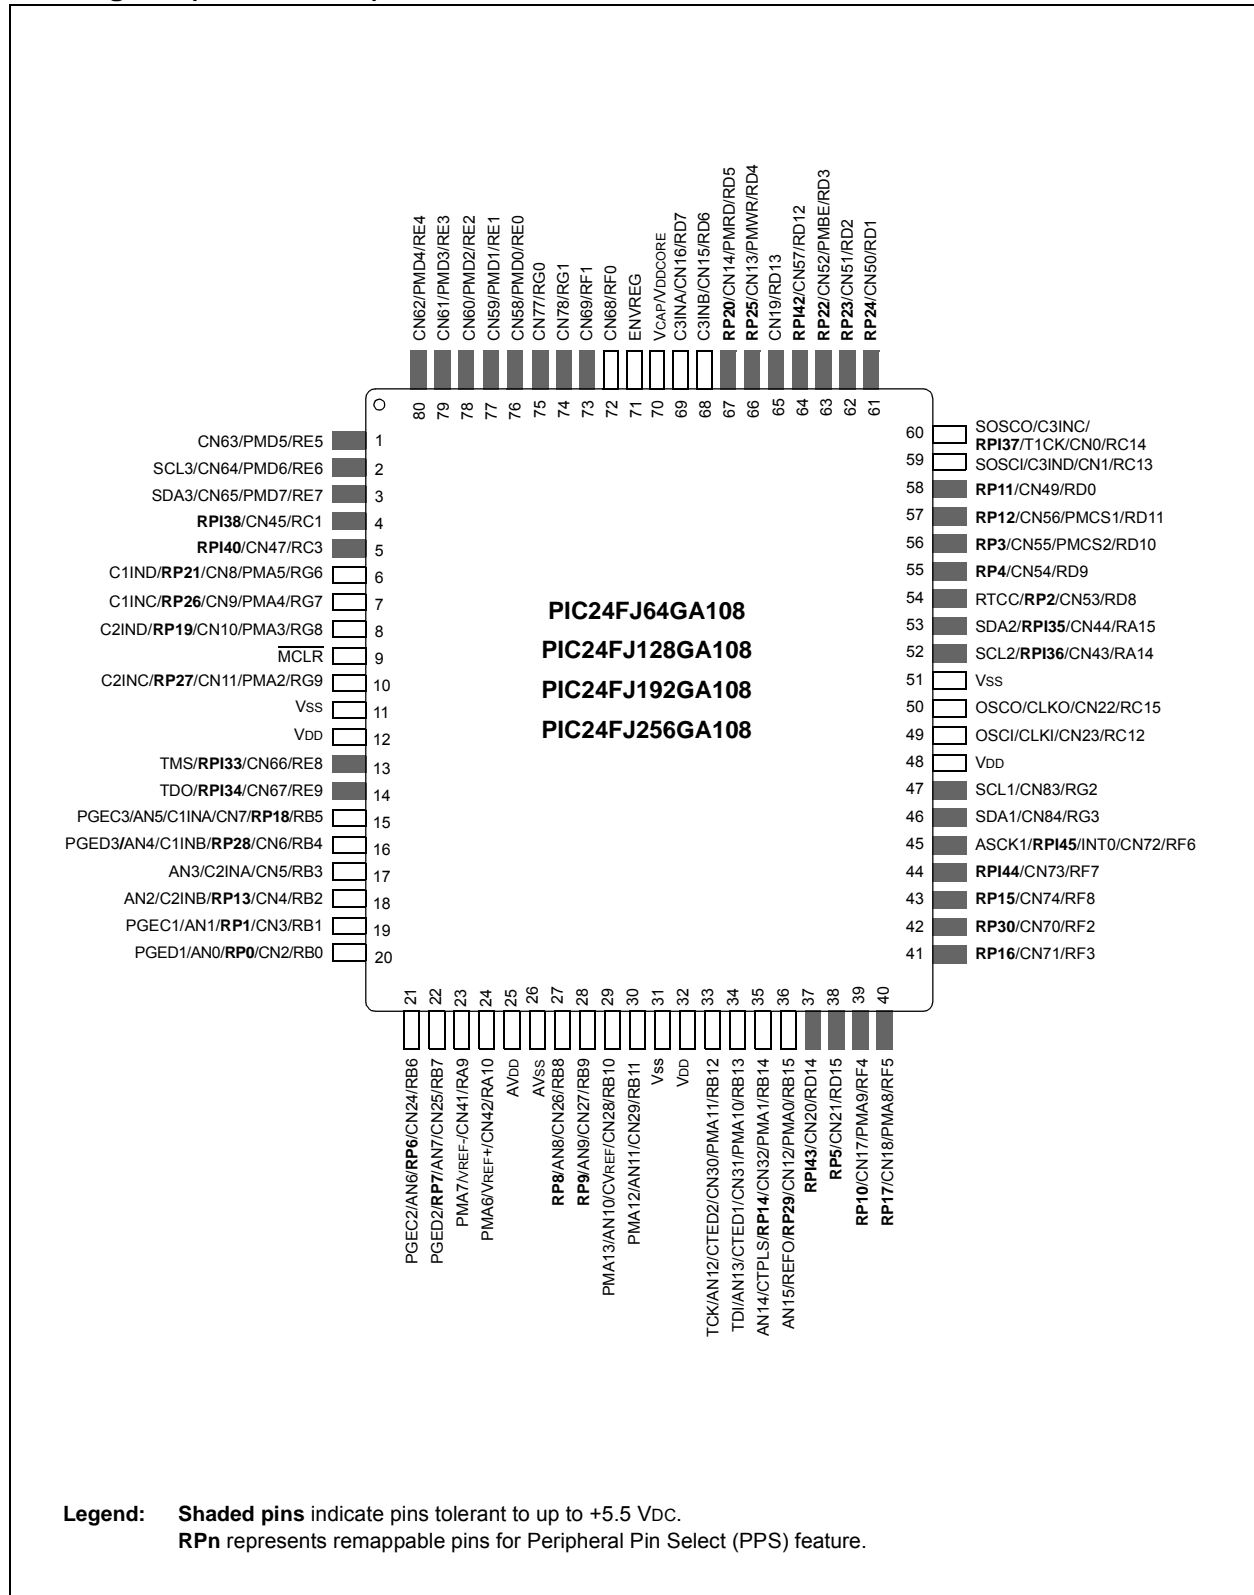 CN62/PMD4/RE4
CN61/PMD3/RE3
CN60/PMD2/RE2
CN59/PMD1/RE1
CN58/PMD0/RE0
CN77/RG0
CN78/RG1
CN69/RF1
CN68/RF0
ENVREG
VCAP/VDDCORE
C3INA/CN16/RD7
C3INB/CN15/RD6
RP20/CN14/PMRD/RD5
RP25/CN13/PMWR/RD4
CN19/RD13
RPI42/CN57/RD12
RP22/CN52/PMBE/RD3
RP23/CN51/RD2
RP24/CN50/RD1
80 79 78 77 76 75 74 73 72 71 70 69 68 67 66 65 64 63 62 61
CN63/PMD5/RE5 1
SCL3/CN64/PMD6/RE6 2
SDA3/CN65/PMD7/RE7 3
RPI38/CN45/RC1 4
RPI40/CN47/RC3 5
C1IND/RP21/CN8/PMA5/RG6 6
C1INC/RP26/CN9/PMA4/RG7 7
C2IND/RP19/CN10/PMA3/RG8 8
MCLR 9
C2INC/RP27/CN11/PMA2/RG9 10
VSS 11
VDD 12
TMS/RPI33/CN66/RE8 13
TDO/RPI34/CN67/RE9 14
PGEC3/AN5/C1INA/CN7/RP18/RB5 15
PGED3/AN4/C1INB/RP28/CN6/RB4 16
AN3/C2INA/CN5/RB3 17
AN2/C2INB/RP13/CN4/RB2 18
PGEC1/AN1/RP1/CN3/RB1 19
PGED1/AN0/RP0/CN2/RB0 20
PIC24FJ64GA108
PIC24FJ128GA108
PIC24FJ192GA108
PIC24FJ256GA108
60 SOSCO/C3INC/
RPI37/T1CK/CN0/RC14
59 SOSCI/C3IND/CN1/RC13
58 RP11/CN49/RD0
57 RP12/CN56/PMCS1/RD11
56 RP3/CN55/PMCS2/RD10
55 RP4/CN54/RD9
54 RTCC/RP2/CN53/RD8
53 SDA2/RPI35/CN44/RA15
52 SCL2/RPI36/CN43/RA14
51 VSS
50 OSCO/CLKO/CN22/RC15
49 OSCI/CLKI/CN23/RC12
48 VDD
47 SCL1/CN83/RG2
46 SDA1/CN84/RG3
45 ASCK1/RPI45/INT0/CN72/RF6
44 RPI44/CN73/RF7
43 RP15/CN74/RF8
42 RP30/CN70/RF2
41 RP16/CN71/RF3
21 22 23 24 25 26 27 28 29 30 31 32 33 34 35 36 37 38 39 40
PGEC2/AN6/RP6/CN24/RB6
PGED2/RP7/AN7/CN25/RB7
PMA7/VREF-/CN41/RA9
PMA6/VREF+/CN42/RA10
AVDD
AVSS
RP8/AN8/CN26/RB8
RP9/AN9/CN27/RB9
PMA13/AN10/CVREF/CN28/RB10
PMA12/AN11/CN29/RB11
Vss
VDD
TCK/AN12/CTED2/CN30/PMA11/RB12
TDI/AN13/CTED1/CN31/PMA10/RB13
AN14/CTPLS/RP14/CN32/PMA1/RB14
AN15/REFO/RP29/CN12/PMA0/RB15
RPI43/CN20/RD14
RP5/CN21/RD15
RP10/CN17/PMA9/RF4
RP17/CN18/PMA8/RF5
Legend: Shaded pins indicate pins tolerant to up to +5.5 VDC.
RPn represents remappable pins for Peripheral Pin Select (PPS) feature.